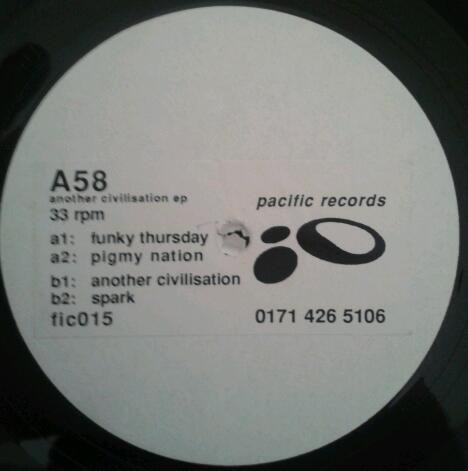 A58
another civilisation ep
33 rpm
a1: funky thursday
a2: pigmy nation
b1: another civilisation
b2: spark
fic015
pacific records
0171 426 5106